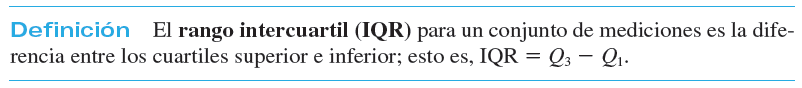 Definición El rango intercuartil (IQR) para un conjunto de mediciones es la dife-
rencia entre los cuartiles superior e inferior; esto es, IQR = Q₃ − Q₁.